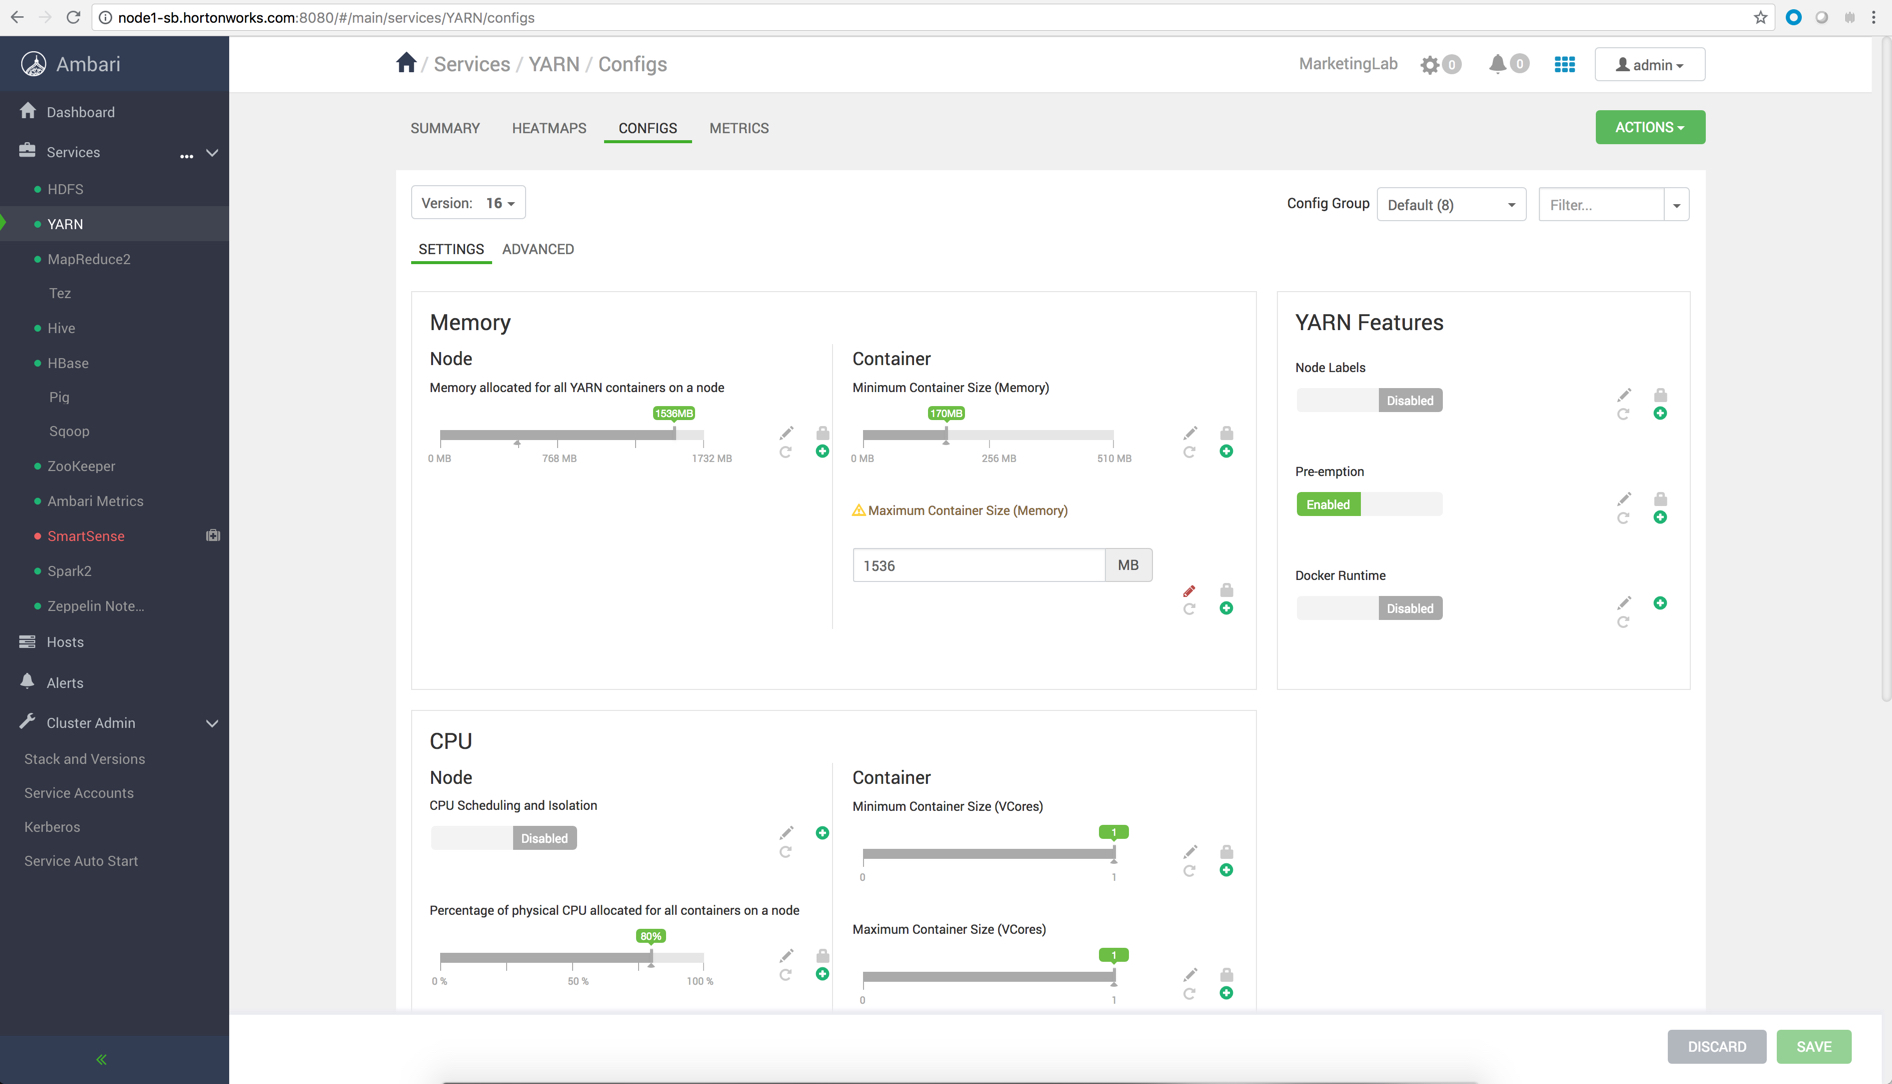 node1-sb.hortonworks.com:8080/#/main/services/YARN/configs
Ambari
/ Services / YARN / Configs
MarketingLab
0
0
admin
Dashboard
Services
HDFS
YARN
MapReduce2
Tez
Hive
HBase
Pig
Sqoop
ZooKeeper
Ambari Metrics
SmartSense
Spark2
Zeppelin Note...
Hosts
Alerts
Cluster Admin
Stack and Versions
Service Accounts
Kerberos
Service Auto Start
SUMMARY HEATMAPS CONFIGS METRICS
ACTIONS
Version: 16
Config Group Default (8) Filter...
SETTINGS ADVANCED
Memory
Node
Memory allocated for all YARN containers on a node
1536MB
0 MB 768 MB 1732 MB
Container
Minimum Container Size (Memory)
170MB
0 MB 256 MB 510 MB
Maximum Container Size (Memory)
1536 MB
YARN Features
Node Labels
Disabled
Pre-emption
Enabled
Docker Runtime
Disabled
CPU
Node
CPU Scheduling and Isolation
Disabled
Percentage of physical CPU allocated for all containers on a node
80%
0 % 50 % 100 %
Container
Minimum Container Size (VCores)
1
0 1
Maximum Container Size (VCores)
1
0 1
DISCARD SAVE